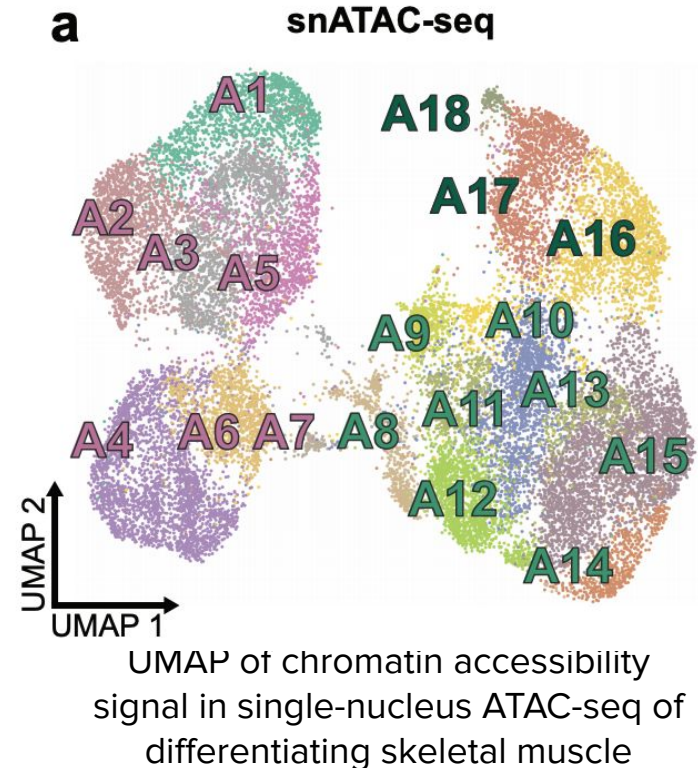 a
snATAC-seq
A1
A18
A17
A2
A16
A3
A5
A10
A9
A13
A11
A6 A7 A8
A4
A15
A12
A14
UMAP 2
UMAP 1
UMAP of chromatin accessibility
signal in single-nucleus ATAC-seq of
differentiating skeletal muscle